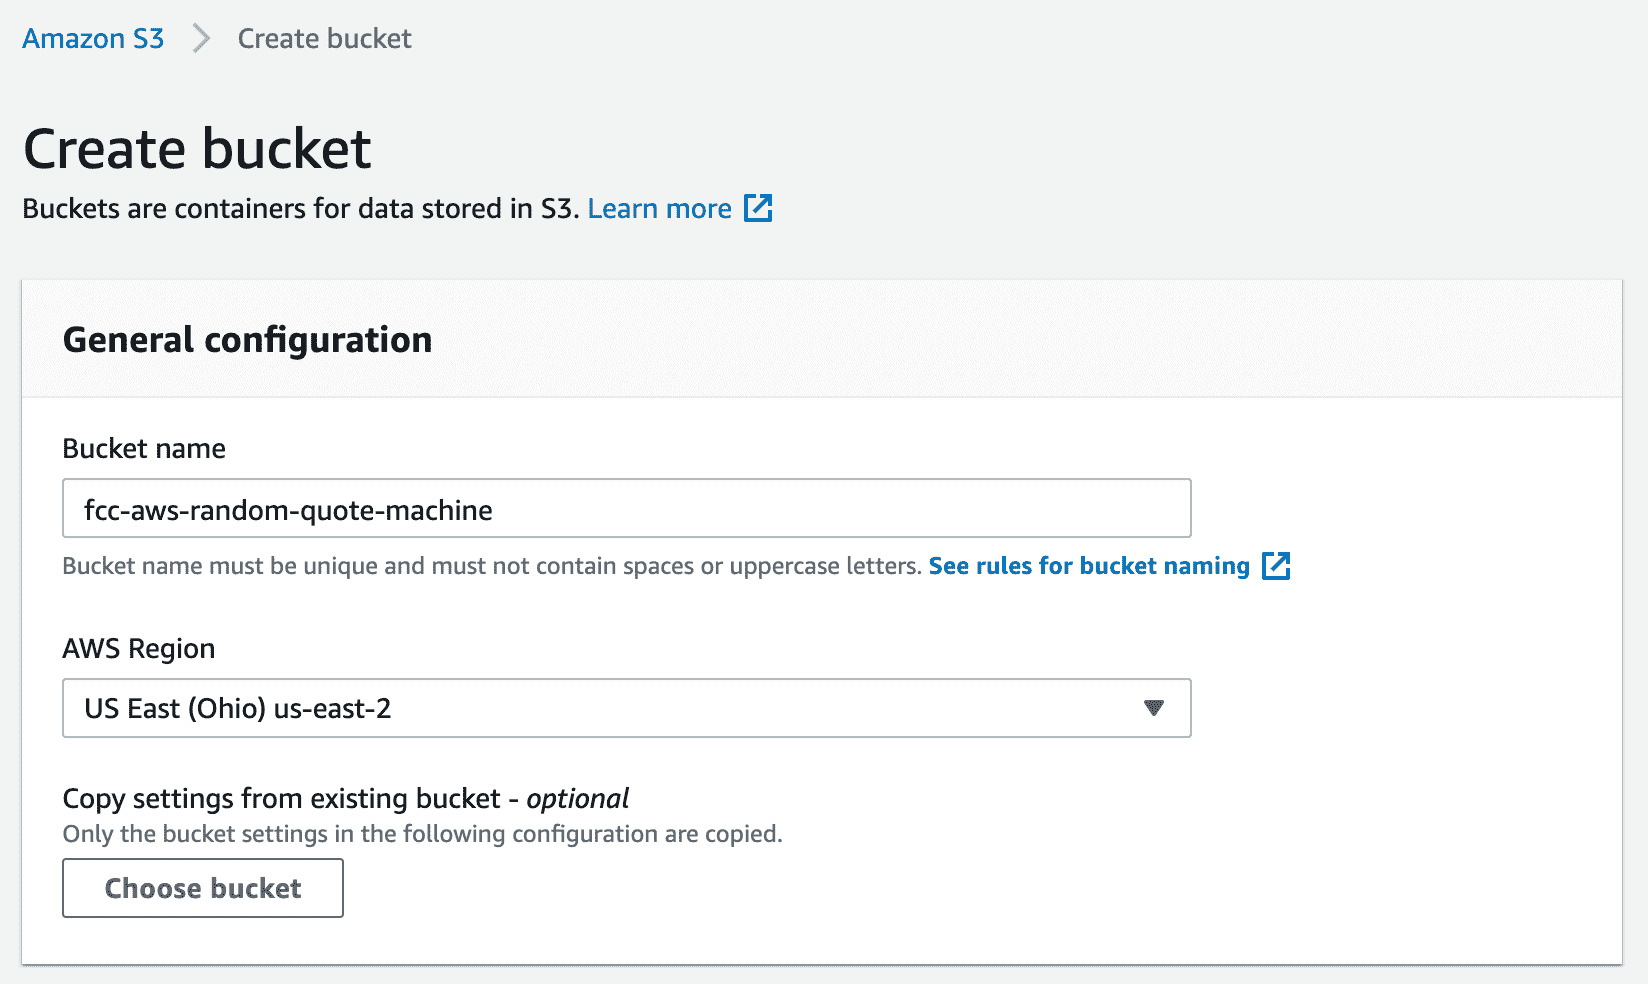 Amazon S3 Create bucket
Create bucket
Buckets are containers for data stored in S3. Learn more
General configuration
Bucket name
fcc-aws-random-quote-machine
Bucket name must be unique and must not contain spaces or uppercase letters. See rules for bucket naming
AWS Region
US East (Ohio) us-east-2
Copy settings from existing bucket - optional
Only the bucket settings in the following configuration are copied.
Choose bucket